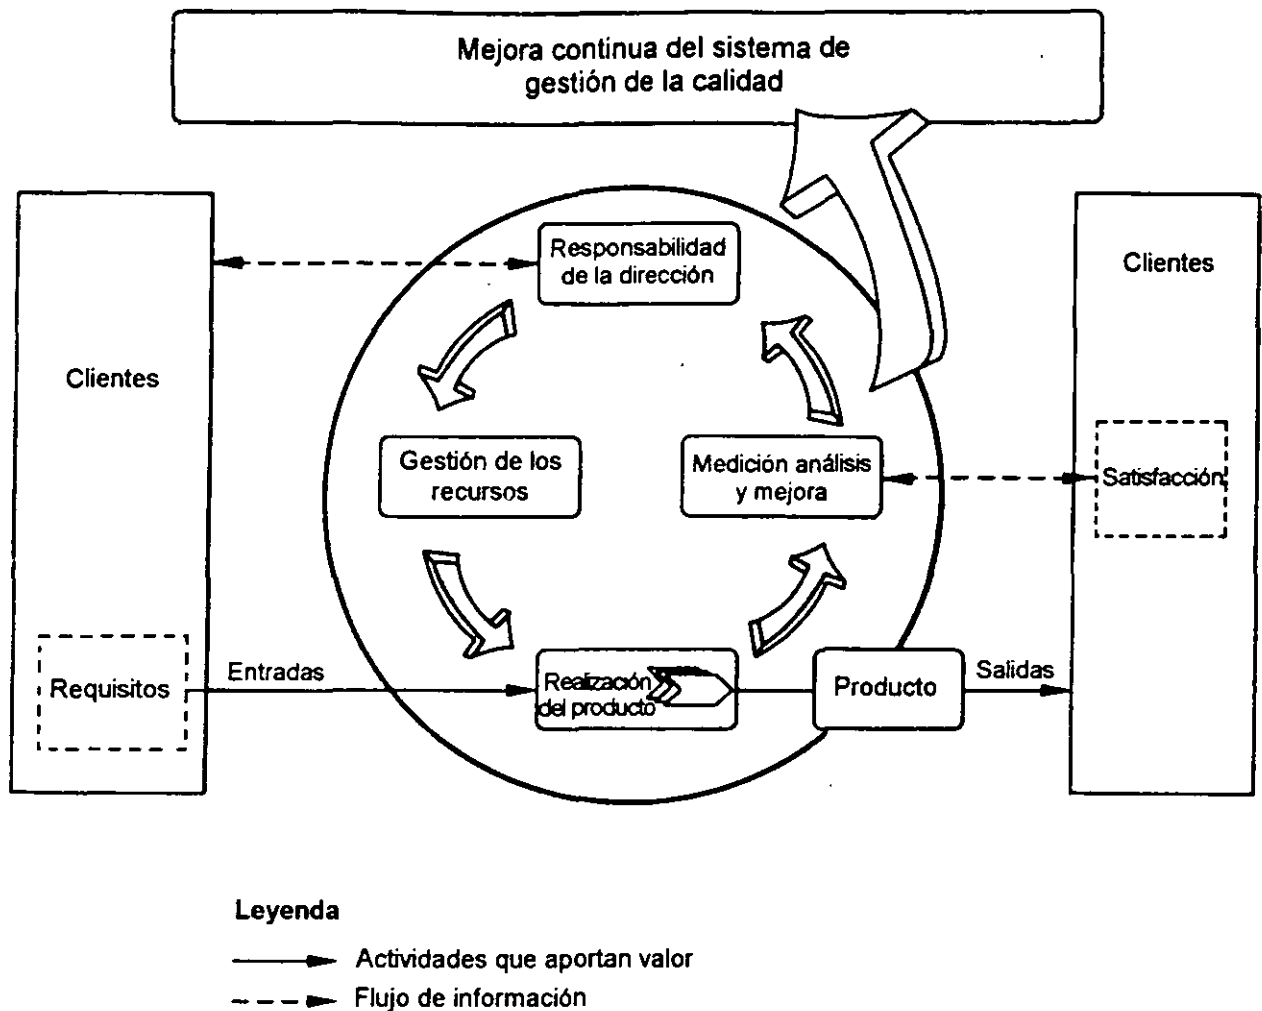 Mejora continua del sistema de
gestión de la calidad
Responsabilidad
de la dirección
Clientes
Clientes
Gestión de los
recursos
Medición análisis
y mejora
Satisfacción
Requisitos
Entradas
Realización
del producto
Producto
Salidas
Leyenda
Actividades que aportan valor
Flujo de información